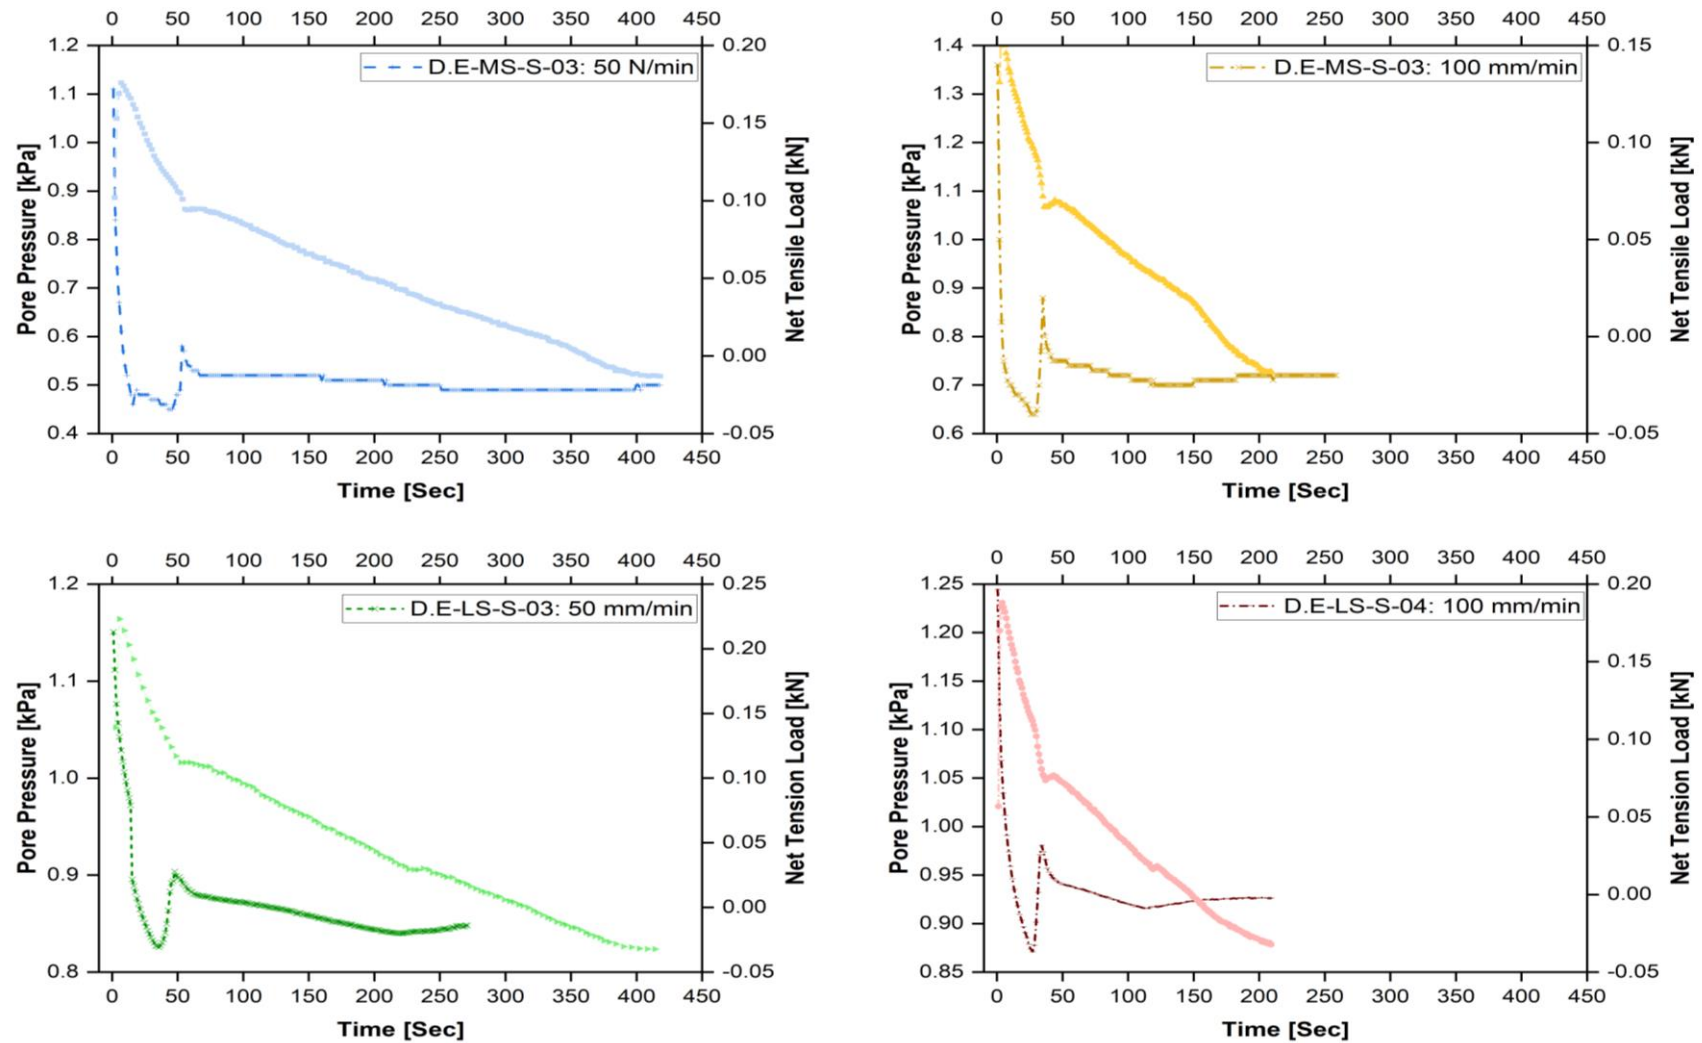 0 50 100 150 200 250 300 350 400 450
1.2 1.1 1.0 0.9 0.8 0.7 0.6 0.5 0.4
Pore Pressure [kPa]
D.E-MS-S-03: 50 N/min
0.20 0.15 0.10 0.05 0.00 -0.05
Net Tensile Load [kN]
0 50 100 150 200 250 300 350 400 450
Time [Sec]
0 50 100 150 200 250 300 350 400 450
1.4 1.3 1.2 1.1 1.0 0.9 0.8 0.7 0.6
Pore Pressure [kPa]
D.E-MS-S-03: 100 mm/min
0.15 0.10 0.05 0.00 -0.05
Net Tensile Load [kN]
0 50 100 150 200 250 300 350 400 450
Time [Sec]
0 50 100 150 200 250 300 350 400 450
1.2 1.1 1.0 0.9 0.8
Pore Pressure [kPa]
D.E-LS-S-03: 50 mm/min
0.25 0.20 0.15 0.10 0.05 0.00 -0.05
Net Tension Load [kN]
0 50 100 150 200 250 300 350 400 450
Time [Sec]
0 50 100 150 200 250 300 350 400 450
1.25 1.20 1.15 1.10 1.05 1.00 0.95 0.90 0.85
Pore Pressure [kPa]
D.E-LS-S-04: 100 mm/min
0.20 0.15 0.10 0.05 0.00 -0.05
Net Tension Load [kN]
0 50 100 150 200 250 300 350 400 450
Time [Sec]